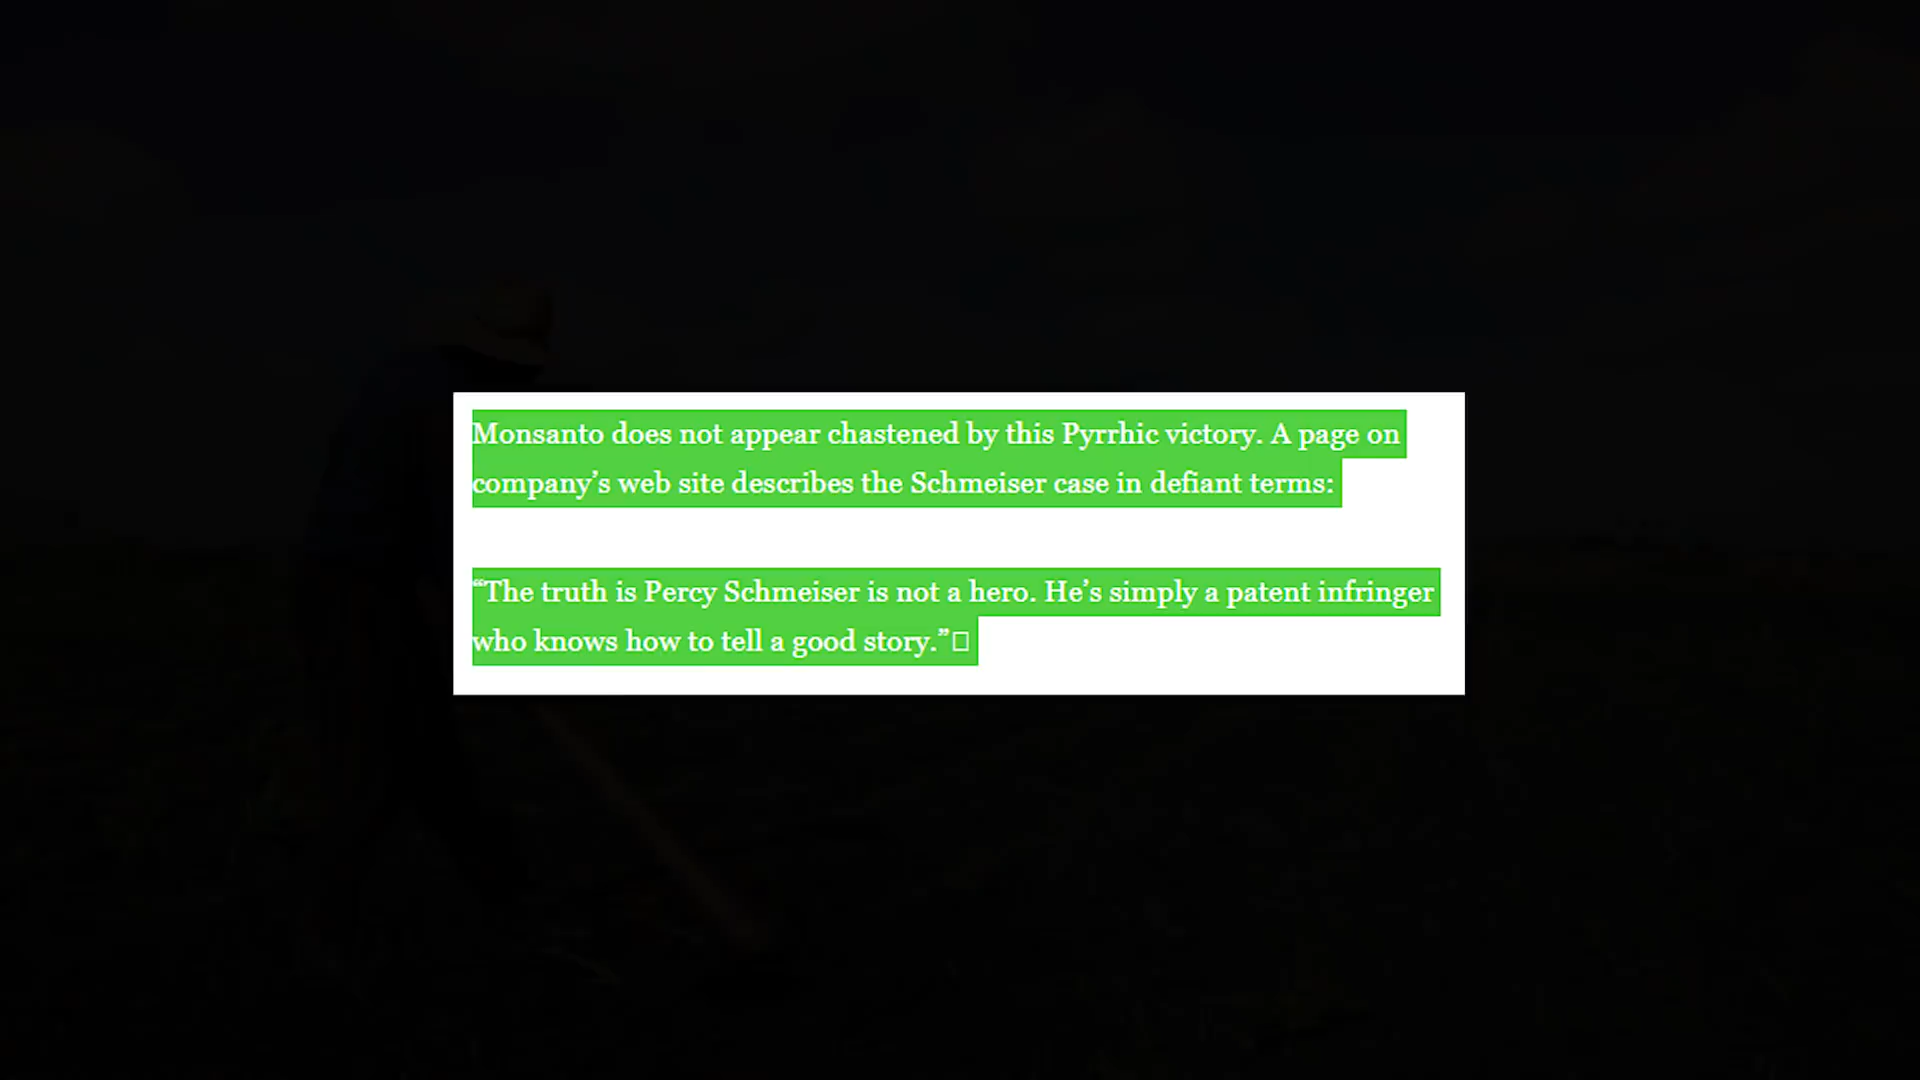 Monsanto does not appear chastened by this Pyrrhic victory. A page on
company’s web site describes the Schmeiser case in defiant terms:
“The truth is Percy Schmeiser is not a hero. He’s simply a patent infringer
who knows how to tell a good story.”